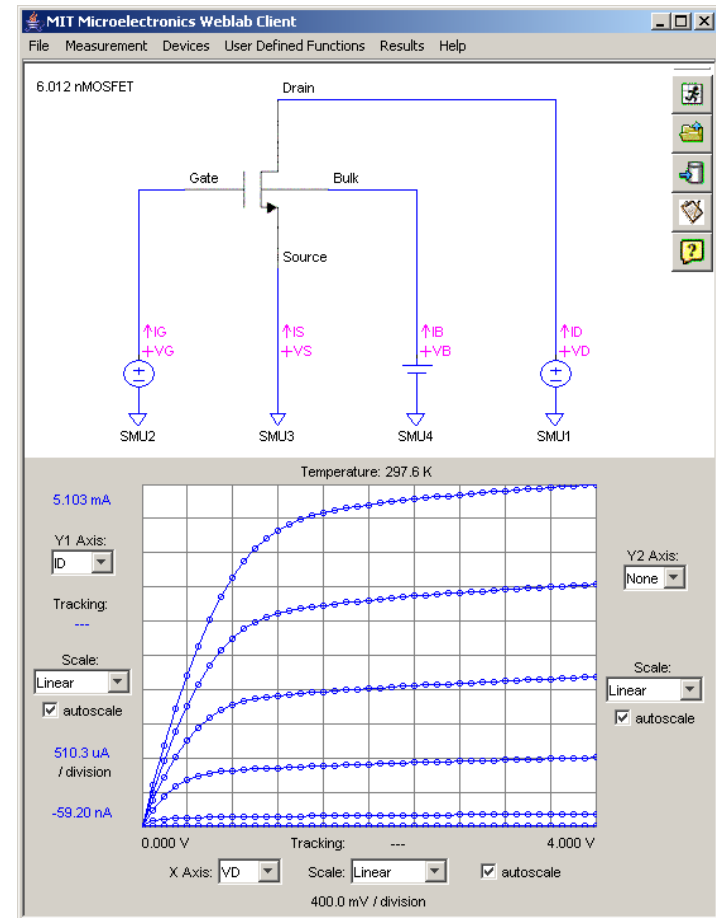 MIT Microelectronics Weblab Client
File Measurement Devices User Defined Functions Results Help
6.012 nMOSFET
Drain
Gate
Bulk
Source
IG
+VG
IS
+VS
IB
+VB
ID
+VD
SMU2
SMU3
SMU4
SMU1
Temperature: 297.6 K
5.103 mA
Y1 Axis:
ID
Tracking:
---
Scale:
Linear
autoscale
510.3 uA
/ division
-59.20 nA
Y2 Axis:
None
Scale:
Linear
autoscale
0.000 V Tracking: --- 4.000 V
X Axis: VD Scale: Linear autoscale
400.0 mV / division